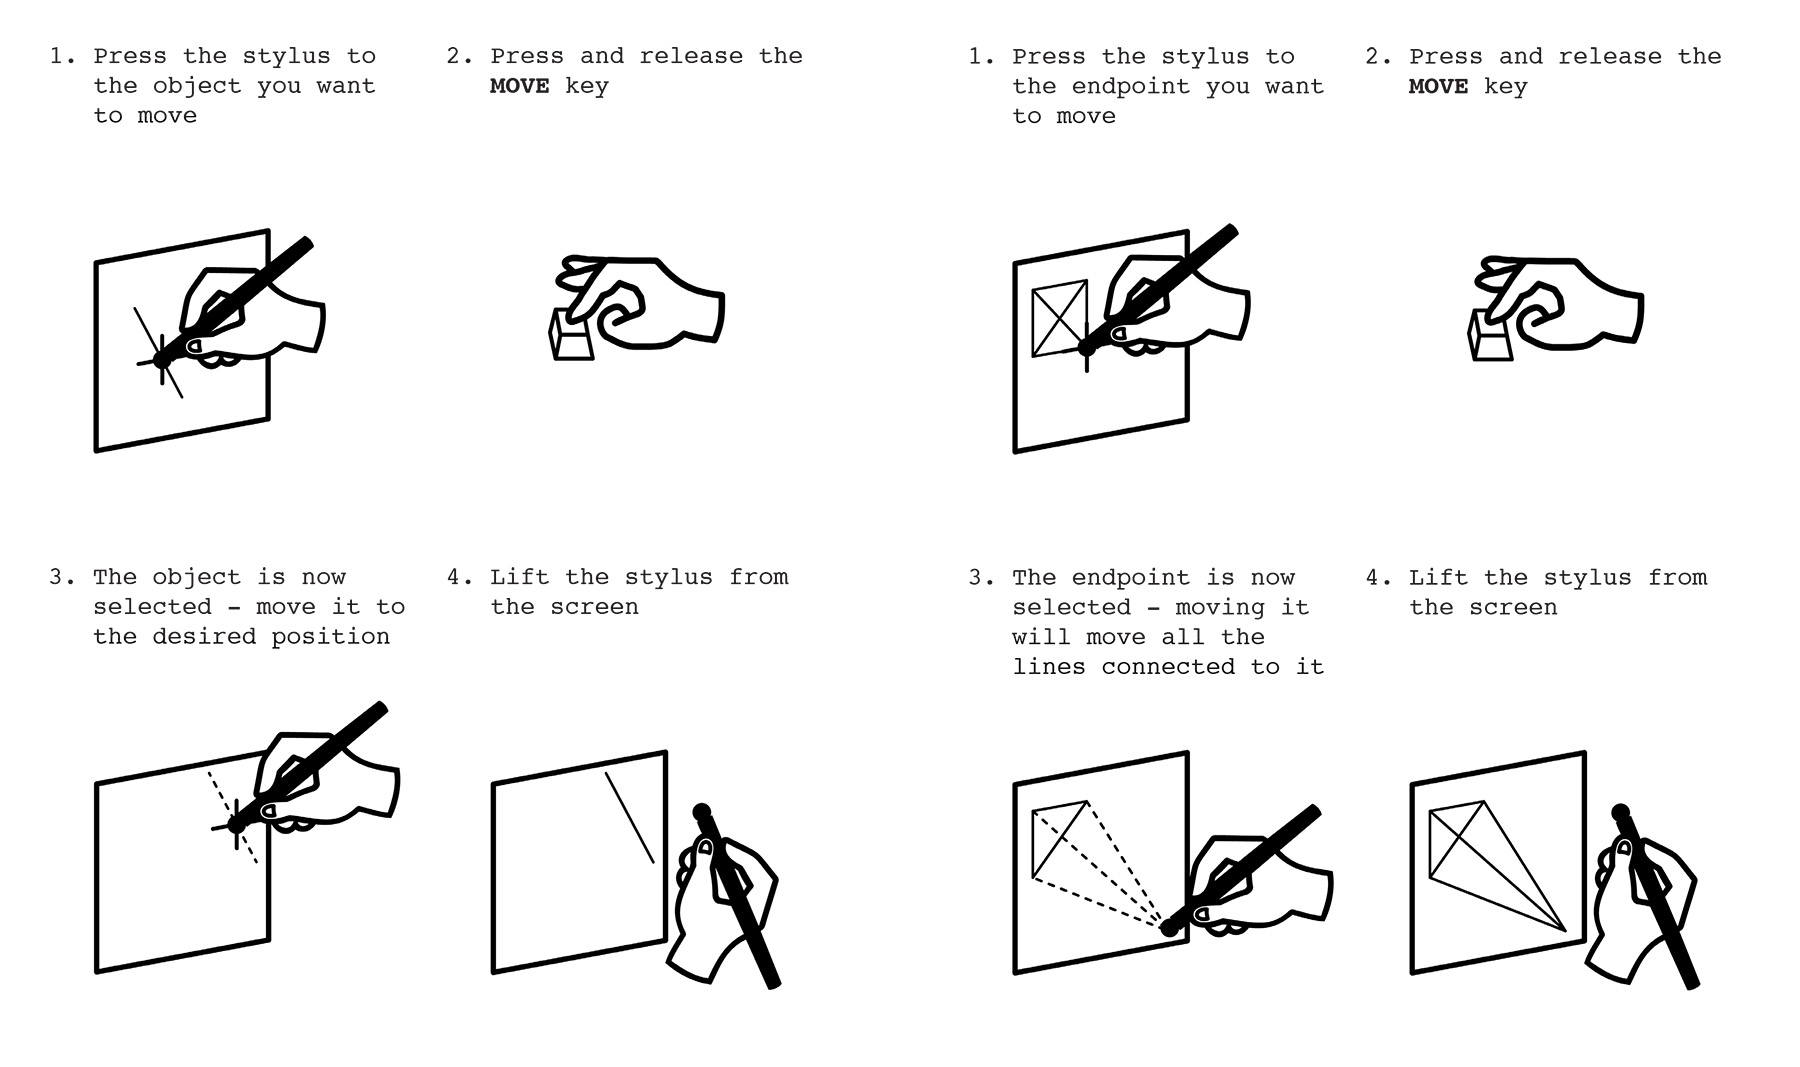 1. Press the stylus to
the object you want
to move
2. Press and release the
MOVE key
3. The object is now
selected – move it to
the desired position
4. Lift the stylus from
the screen
1. Press the stylus to
the endpoint you want
to move
2. Press and release the
MOVE key
3. The endpoint is now
selected – moving it
will move all the
lines connected to it
4. Lift the stylus from
the screen